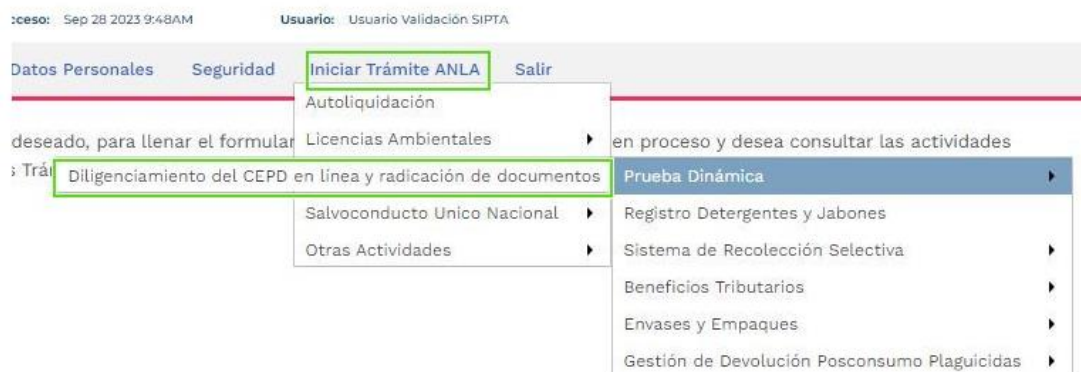 cceso: Sep 28 2023 9:48AM Usuario: Usuario Validación SIPTA
Datos Personales Seguridad Iniciar Trámite ANLA Salir
Autoliquidación
deseado, para llenar el formular Licencias Ambientales en proceso y desea consultar las actividades
s Trá Diligenciamiento del CEPD en línea y radicación de documentos Prueba Dinámica
Salvoconducto Unico Nacional Registro Detergentes y Jabones
Otras Actividades Sistema de Recolección Selectiva
Beneficios Tributarios
Envases y Empaques
Gestión de Devolución Posconsumo Plaguicidas